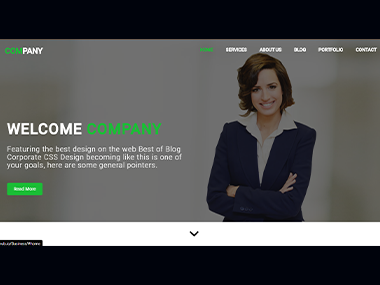 COMPANY
HOME SERVICES ABOUT US BLOG PORTFOLIO CONTACT
WELCOME COMPANY
Featuring the best design on the web Best of Blog
Corporate CSS Design becoming like this is one of
your goals, here are some general pointers.
Read More